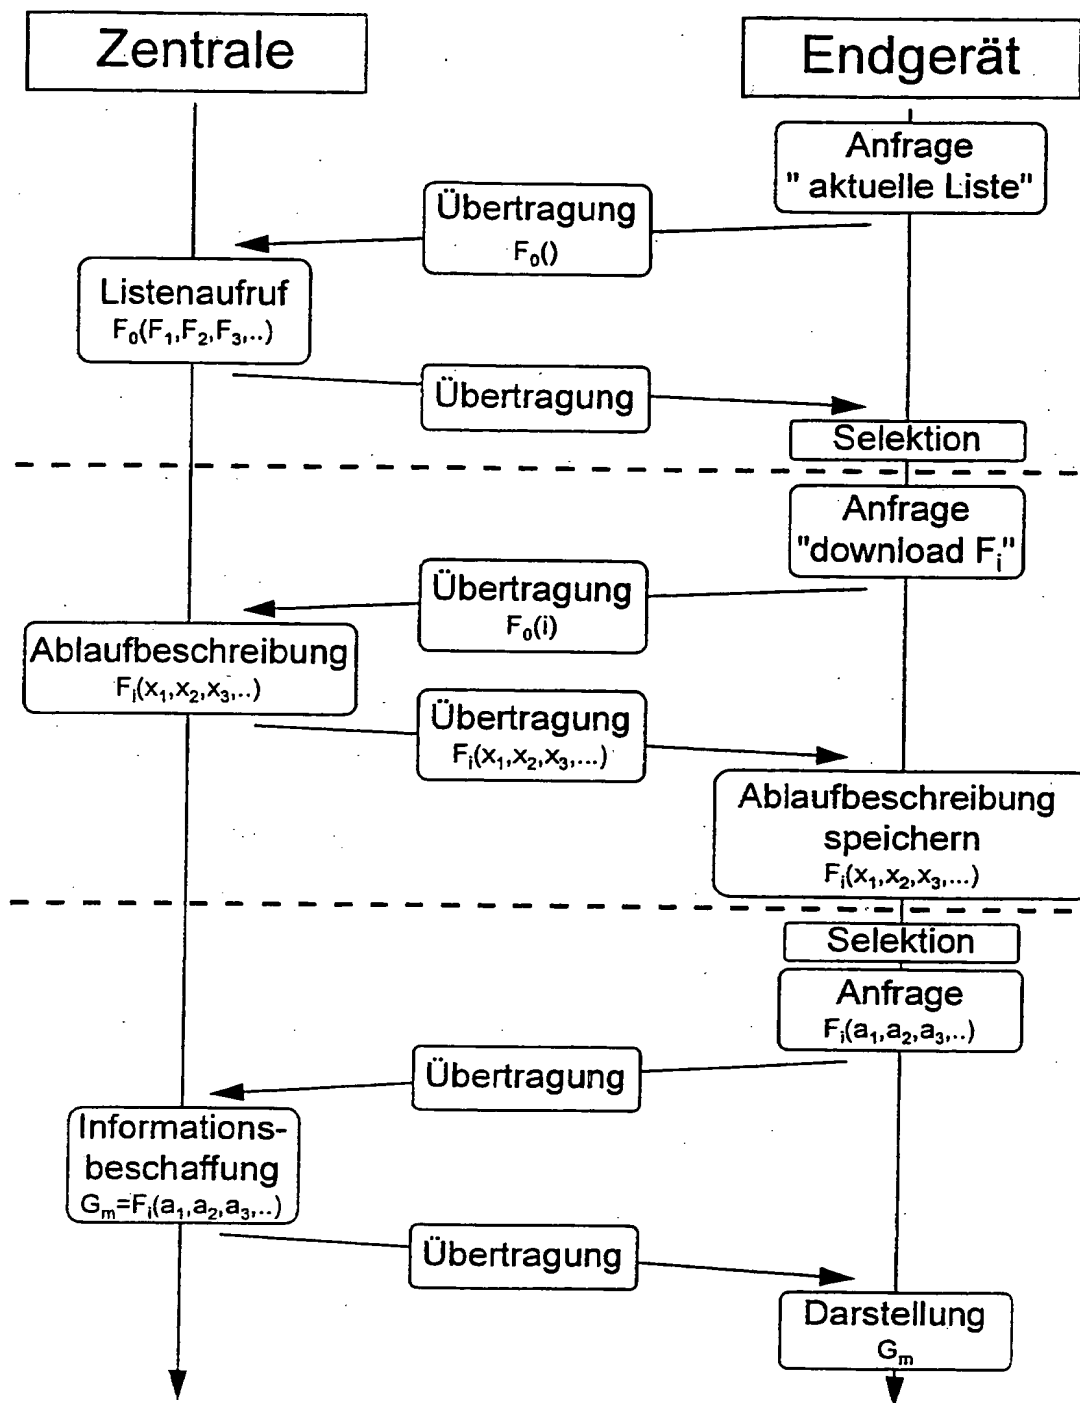 Zentrale
Endgerät
Anfrage
" aktuelle Liste"
Übertragung
F₀()
Listenaufruf
F₀(F₁,F₂,F₃,..)
Übertragung
Selektion
Anfrage
"download Fᵢ"
Übertragung
F₀(i)
Ablaufbeschreibung
Fᵢ(x₁,x₂,x₃,..)
Übertragung
Fᵢ(x₁,x₂,x₃,...)
Ablaufbeschreibung
speichern
Fᵢ(x₁,x₂,x₃,...)
Selektion
Anfrage
Fᵢ(a₁,a₂,a₃,..)
Übertragung
Informations-
beschaffung
Gₘ=Fᵢ(a₁,a₂,a₃,..)
Übertragung
Darstellung
Gₘ